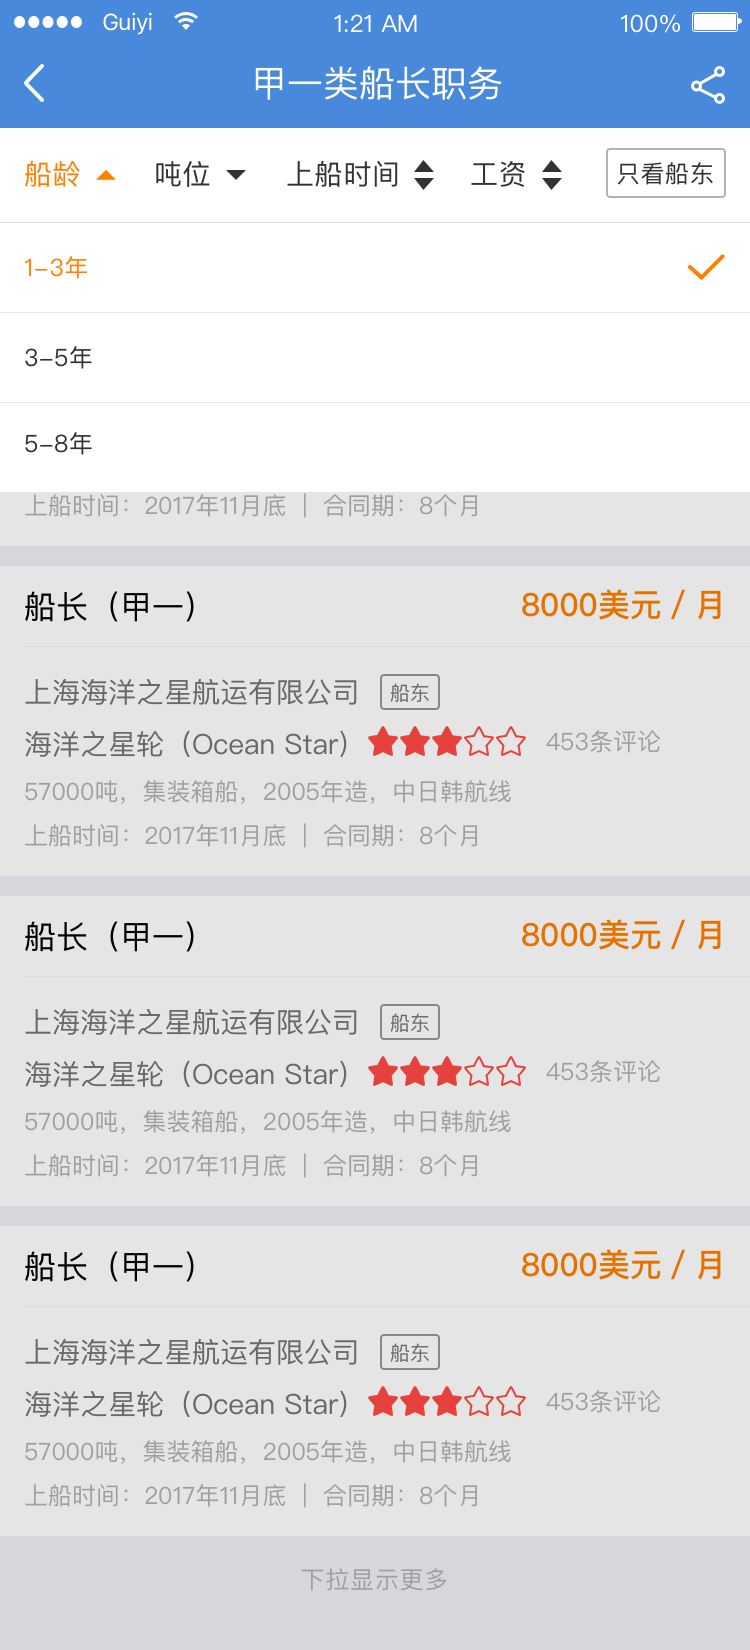 Guiyi 1:21 AM 100%
甲一类船长职务
船龄 吨位 上船时间 工资 只看船东
1-3年
3-5年
5-8年
上船时间：2017年11月底 | 合同期：8个月
船长（甲一） 8000美元 / 月
上海海洋之星航运有限公司 船东
海洋之星轮（Ocean Star） 453条评论
57000吨，集装箱船，2005年造，中日韩航线
上船时间：2017年11月底 | 合同期：8个月
船长（甲一） 8000美元 / 月
上海海洋之星航运有限公司 船东
海洋之星轮（Ocean Star） 453条评论
57000吨，集装箱船，2005年造，中日韩航线
上船时间：2017年11月底 | 合同期：8个月
船长（甲一） 8000美元 / 月
上海海洋之星航运有限公司 船东
海洋之星轮（Ocean Star） 453条评论
57000吨，集装箱船，2005年造，中日韩航线
上船时间：2017年11月底 | 合同期：8个月
下拉显示更多